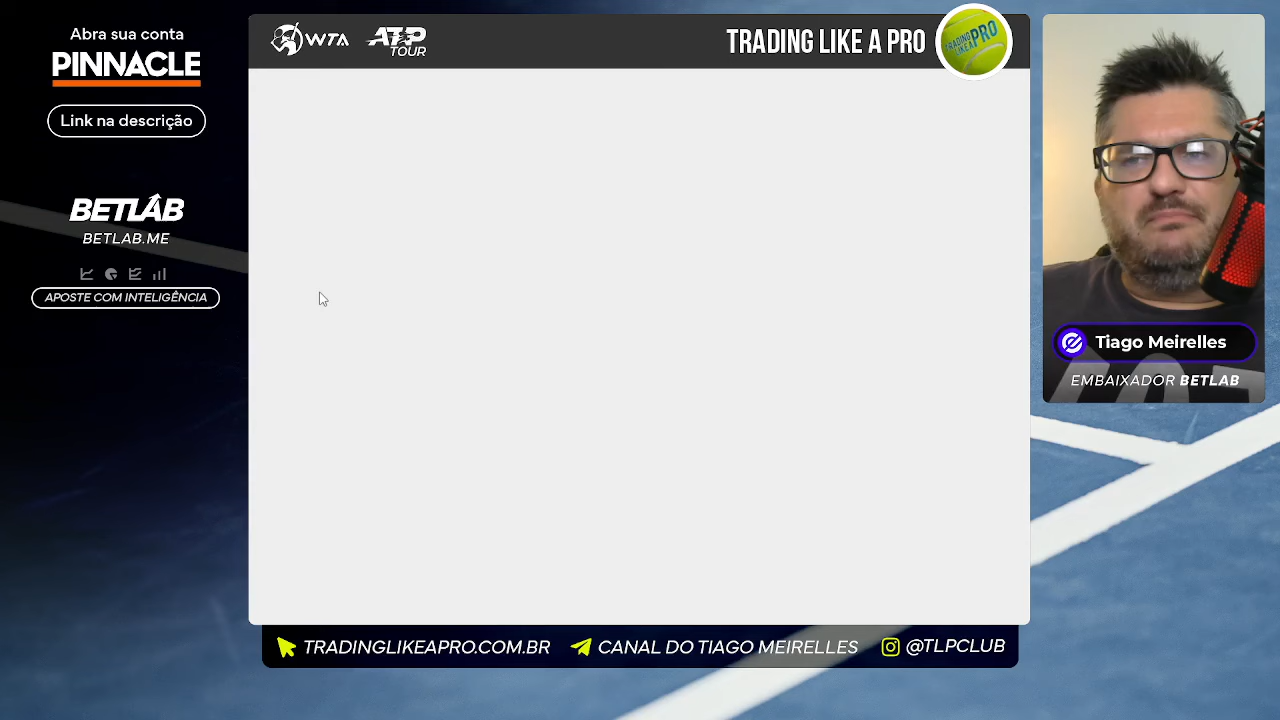 Abra sua conta
PINNACLE
Link na descrição
BETLAB
BETLAB.ME
APOSTE COM INTELIGÊNCIA
WTA
ATP
TOUR
TRADING LIKE A PRO
TRADING
LIKE A
PRO
Tiago Meirelles
EMBAIXADOR BETLAB
TRADINGLIKEAPRO.COM.BR
CANAL DO TIAGO MEIRELLES
@TLPCLUB